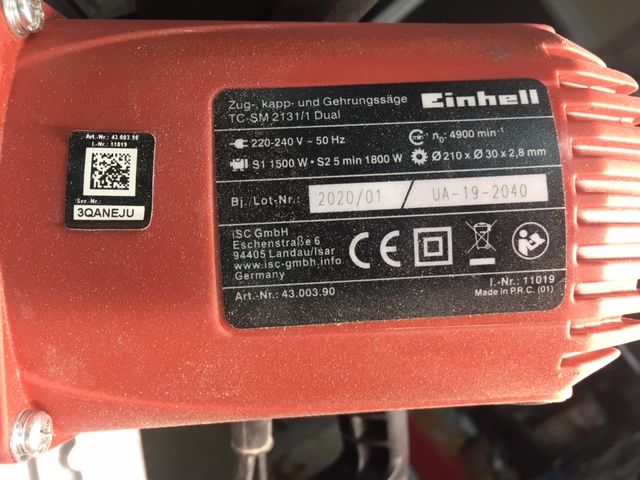 Art.-Nr.: 43.003.90
I.-Nr.: 11019
Ser.-Nr.:
3QANEJU
Zug-, kapp- und Gehrungssäge
TC-SM 2131/1 Dual
Einhell
220-240 V ~ 50 Hz
n₀: 4900 min⁻¹
S1 1500 W • S2 5 min 1800 W
Ø 210 x Ø 30 x 2,8 mm
Bj./Lot-Nr.: 2020/01 / UA-19-2040
iSC GmbH
Eschenstraße 6
94405 Landau/Isar
www.isc-gmbh.info
Germany
CE
Art.-Nr.: 43.003.90
I.-Nr.: 11019
Made in P.R.C. (01)